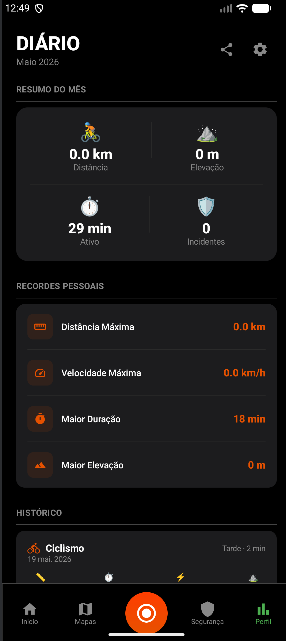 12:49
DIÁRIO
Maio 2026
RESUMO DO MÊS
0.0 km
Distância
0 m
Elevação
29 min
Ativo
0
Incidentes
RECORDES PESSOAIS
Distância Máxima
0.0 km
Velocidade Máxima
0.0 km/h
Maior Duração
18 min
Maior Elevação
0 m
HISTÓRICO
Ciclismo
Tarde · 2 min
19 mai. 2026
Início
Mapas
Segurança
Perfil